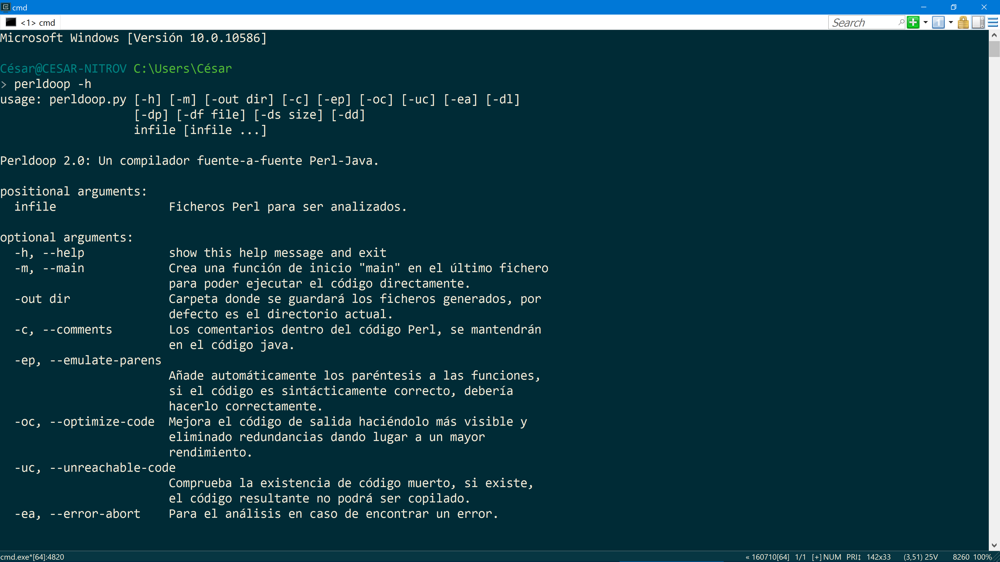 cmd
<1> cmd
Search
Microsoft Windows [Versión 10.0.10586]
César@CESAR-NITROV C:\Users\César
> perldoop -h
usage: perldoop.py [-h] [-m] [-out dir] [-c] [-ep] [-oc] [-uc] [-ea] [-dl]
[-dp] [-df file] [-ds size] [-dd]
infile [infile ...]
Perldoop 2.0: Un compilador fuente-a-fuente Perl-Java.
positional arguments:
infile Ficheros Perl para ser analizados.
optional arguments:
-h, --help show this help message and exit
-m, --main Crea una función de inicio "main" en el último fichero
para poder ejecutar el código directamente.
-out dir Carpeta donde se guardará los ficheros generados, por
defecto es el directorio actual.
-c, --comments Los comentarios dentro del código Perl, se mantendrán
en el código java.
-ep, --emulate-parens
Añade automáticamente los paréntesis a las funciones,
si el código es sintácticamente correcto, debería
hacerlo correctamente.
-oc, --optimize-code Mejora el código de salida haciéndolo más visible y
eliminado redundancias dando lugar a un mayor
rendimiento.
-uc, --unreachable-code
Comprueba la existencia de código muerto, si existe,
el código resultante no podrá ser copilado.
-ea, --error-abort Para el análisis en caso de encontrar un error.
cmd.exe*[64]:4820 « 160710[64] 1/1 [+] NUM PRI↕ 142x33 (3,51) 25V 8260 100%